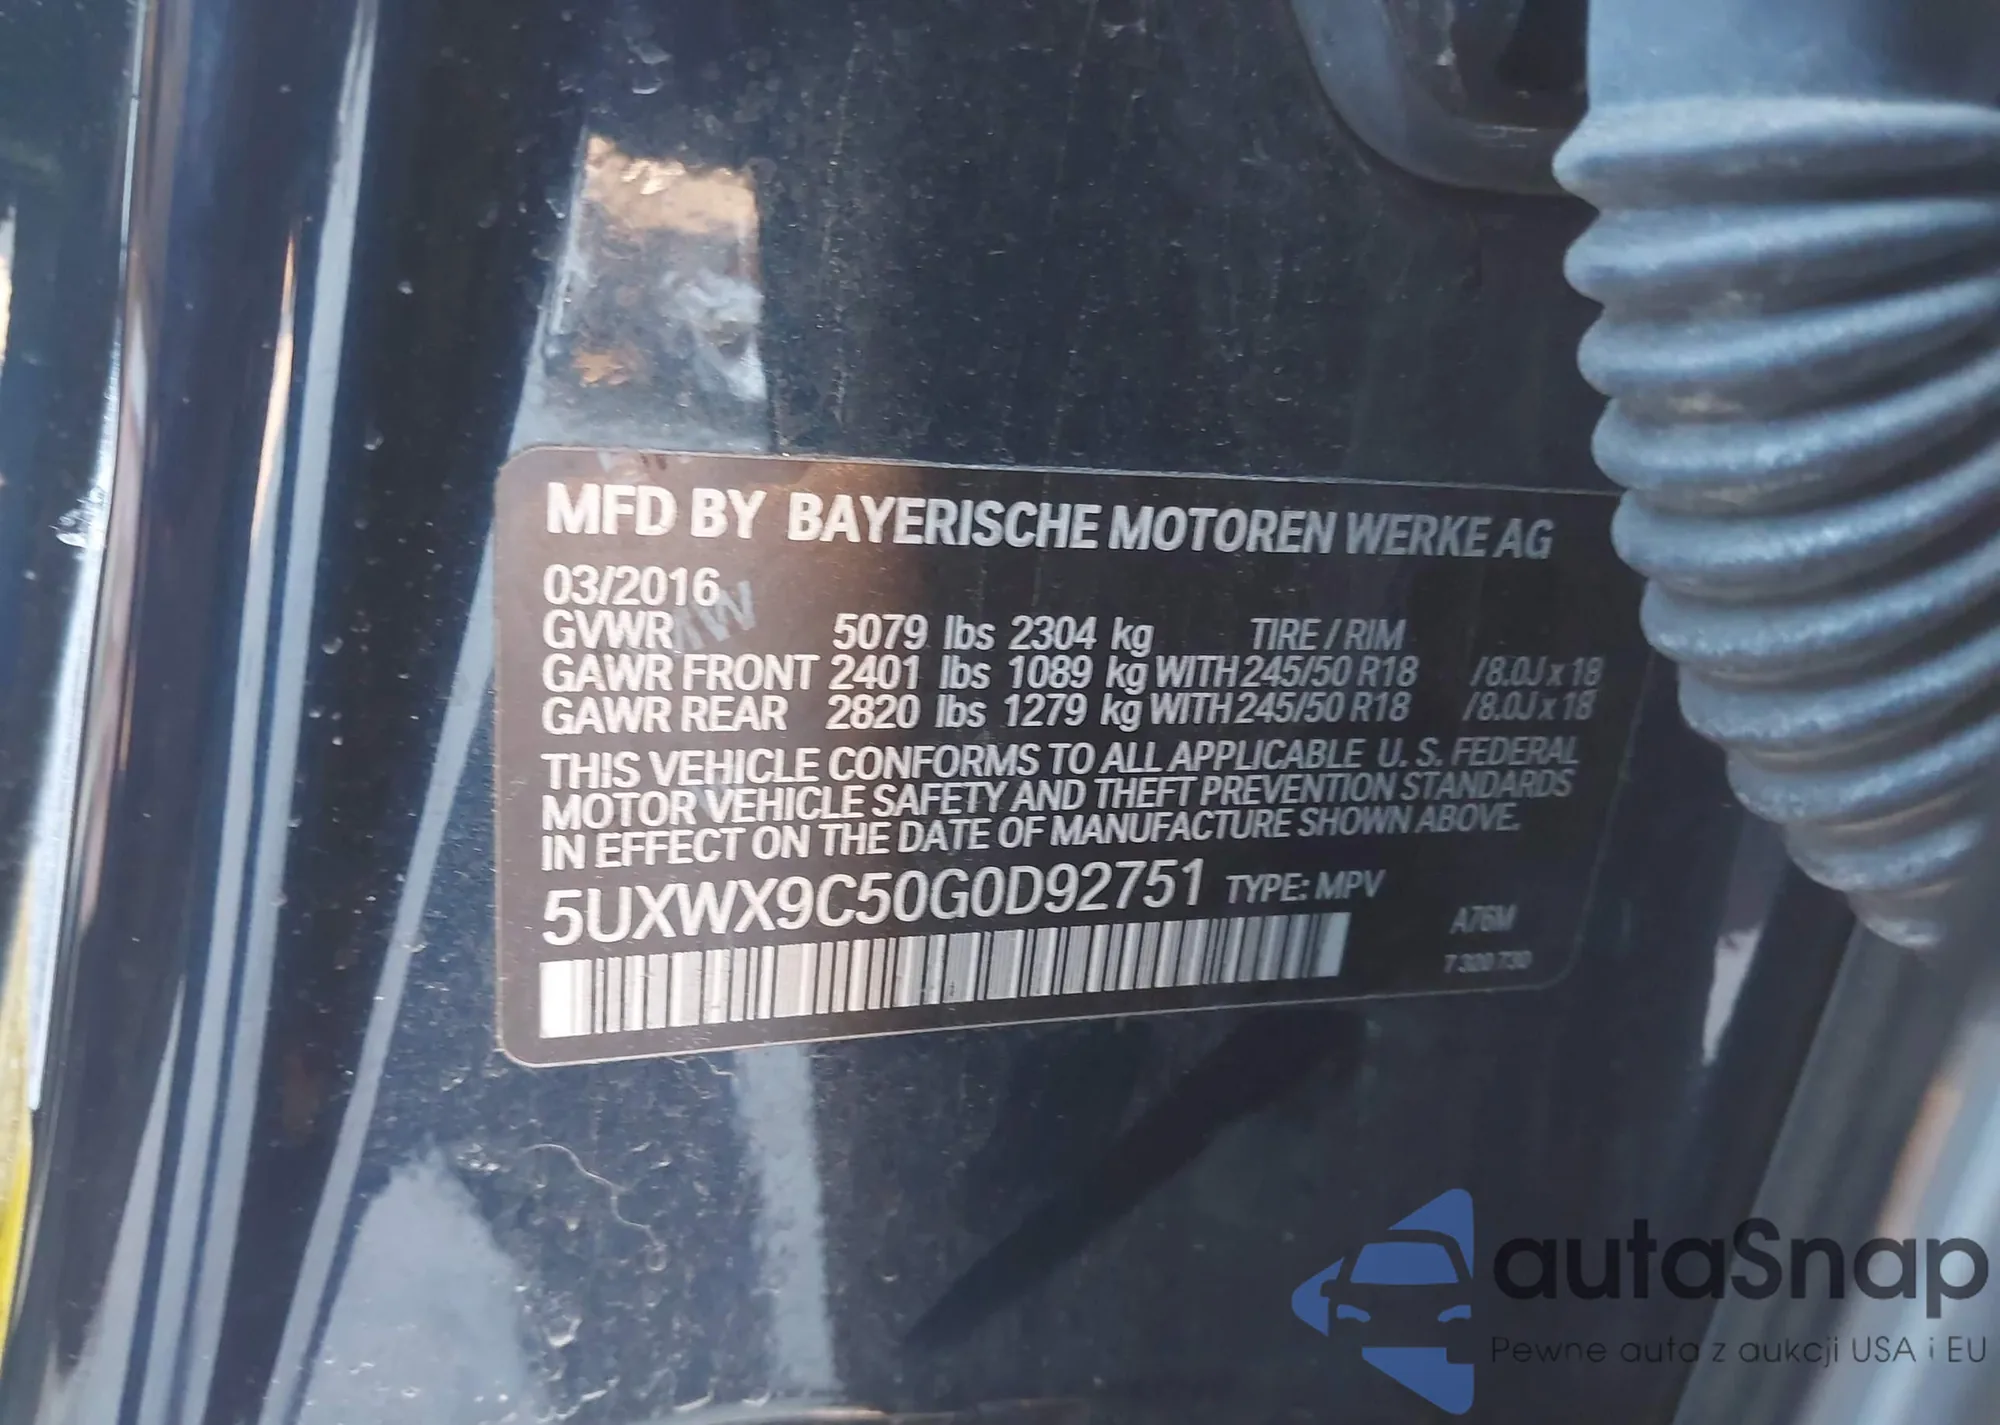 MFD BY BAYERISCHE MOTOREN WERKE AG
03/2016
GVWR 5079 lbs 2304 kg TIRE / RIM
GAWR FRONT 2401 lbs 1089 kg WITH 245/50 R18 /8.0J x 18
GAWR REAR 2820 lbs 1279 kg WITH 245/50 R18 /8.0J x 18
THIS VEHICLE CONFORMS TO ALL APPLICABLE U. S. FEDERAL
MOTOR VEHICLE SAFETY AND THEFT PREVENTION STANDARDS
IN EFFECT ON THE DATE OF MANUFACTURE SHOWN ABOVE.
5UXWX9C50G0D92751 TYPE: MPV
A76M
7 300 730
autaSnap
Pewne auta z aukcji USA i EU